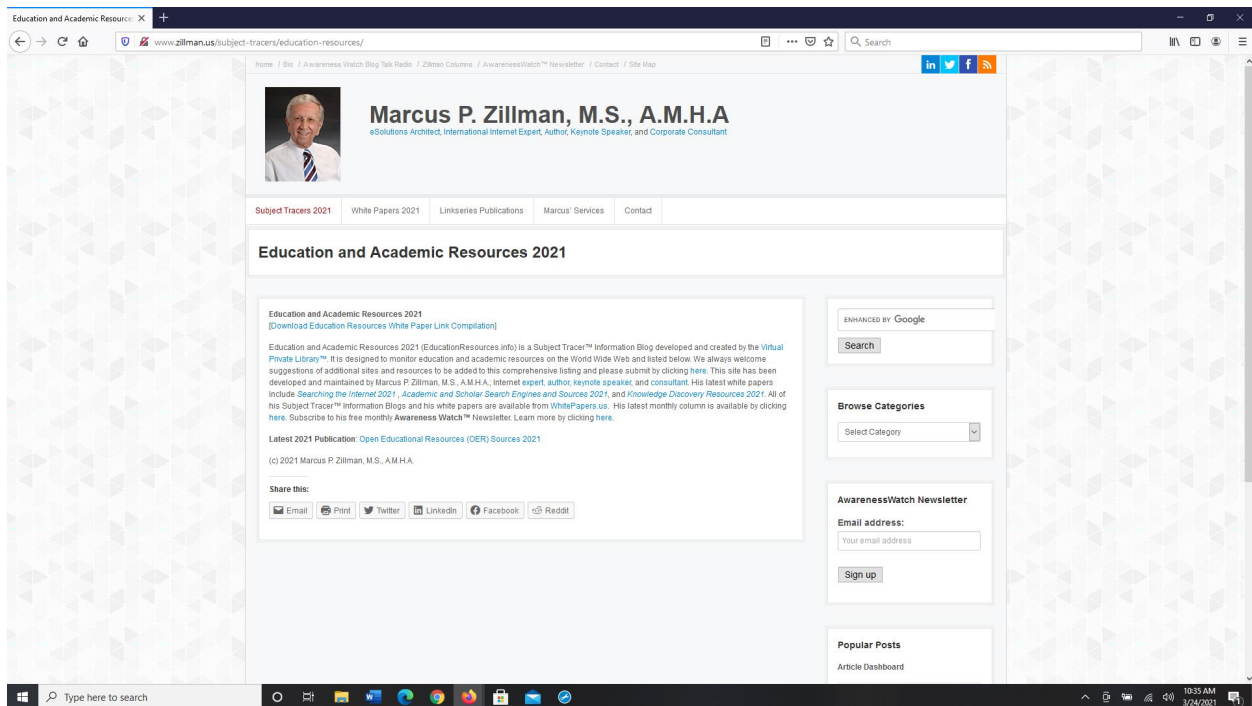 Education and Academic Resource
www.zillman.us/subject-tracers/education-resources/
Search
Home / Bio / Awareness Watch Blog Talk Radio / Zillman Columns / AwarenessWatch™ Newsletter / Contact / Site Map
Marcus P. Zillman, M.S., A.M.H.A
eSolutions Architect, International Internet Expert, Author, Keynote Speaker, and Corporate Consultant
Subject Tracers 2021 White Papers 2021 Linkseries Publications Marcus' Services Contact
Education and Academic Resources 2021
Education and Academic Resources 2021
[Download Education Resources White Paper Link Compilation]
Education and Academic Resources 2021 (EducationResources.info) is a Subject Tracer™ Information Blog developed and created by the Virtual
Private Library™. It is designed to monitor education and academic resources on the World Wide Web and listed below. We always welcome
suggestions of additional sites and resources to be added to this comprehensive listing and please submit by clicking here. This site has been
developed and maintained by Marcus P. Zillman, M.S., A.M.H.A.; Internet expert, author, keynote speaker, and consultant. His latest white papers
include Searching the Internet 2021 , Academic and Scholar Search Engines and Sources 2021, and Knowledge Discovery Resources 2021. All of
his Subject Tracer™ Information Blogs and his white papers are available from WhitePapers.us. His latest monthly column is available by clicking
here. Subscribe to his free monthly Awareness Watch™ Newsletter. Learn more by clicking here.
Latest 2021 Publication: Open Educational Resources (OER) Sources 2021
(c) 2021 Marcus P. Zillman, M.S., A.M.H.A.
Share this:
Email Print Twitter LinkedIn Facebook Reddit
ENHANCED BY Google
Search
Browse Categories
Select Category
AwarenessWatch Newsletter
Email address:
Your email address
Sign up
Popular Posts
Article Dashboard
Type here to search
10:35 AM
3/24/2021